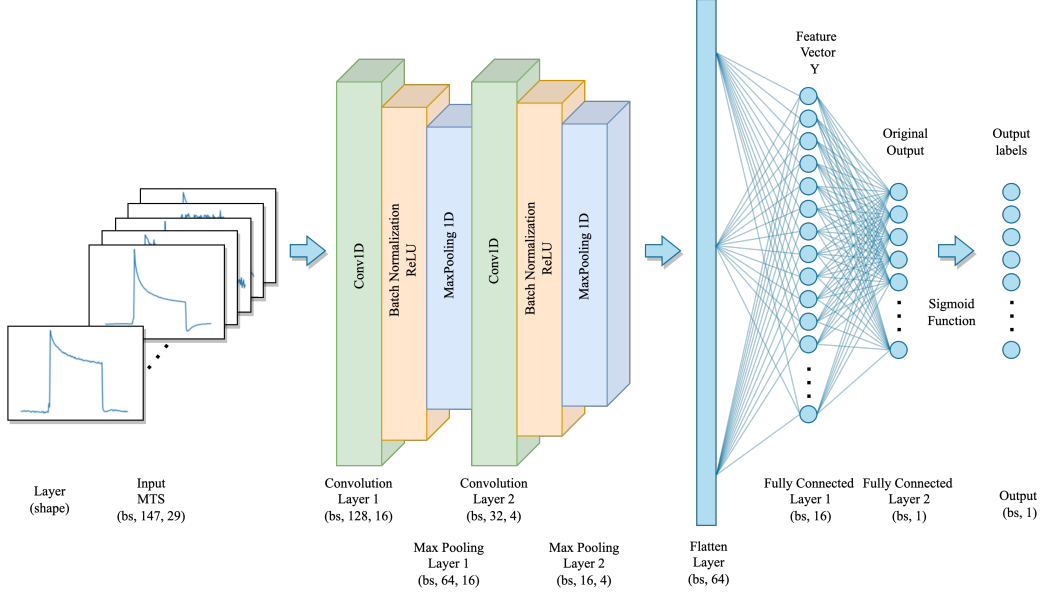 Feature
Vector
Y
Original
Output
Output
labels
Conv1D
Batch Normalization
ReLU
MaxPooling 1D
Conv1D
Batch Normalization
ReLU
MaxPooling 1D
Sigmoid
Function
Layer
(shape)
Input
MTS
(bs, 147, 29)
Convolution
Layer 1
(bs, 128, 16)
Convolution
Layer 2
(bs, 32, 4)
Fully Connected
Layer 1
(bs, 16)
Fully Connected
Layer 2
(bs, 1)
Output
(bs, 1)
Max Pooling
Layer 1
(bs, 64, 16)
Max Pooling
Layer 2
(bs, 16, 4)
Flatten
Layer
(bs, 64)